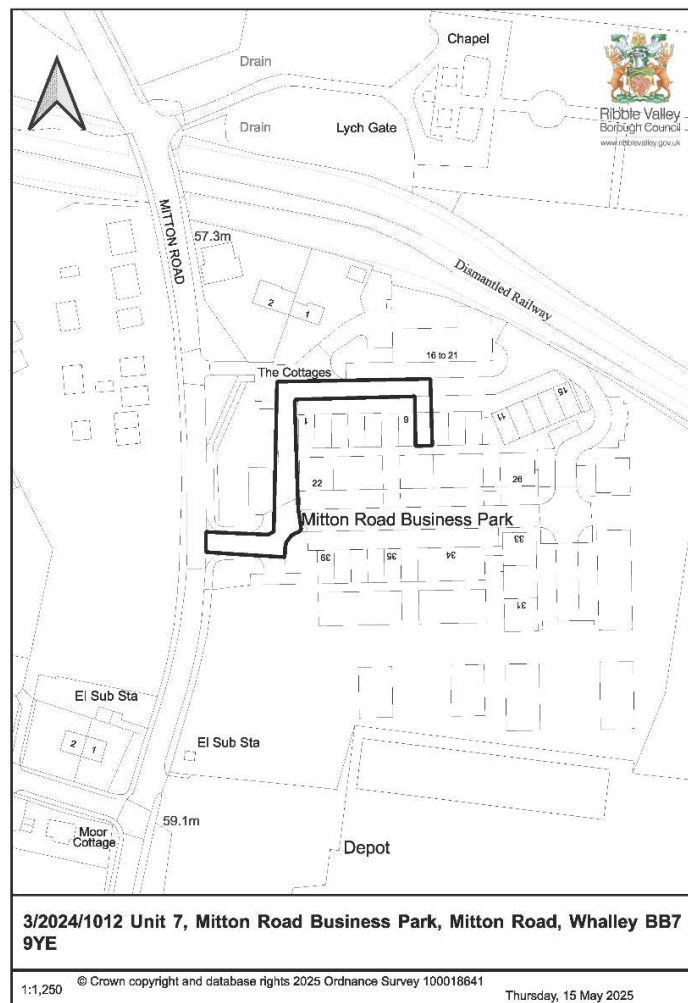 Chapel
Drain
Ribble Valley
Borough Council
www.ribblevalley.gov.uk
Drain
Lych Gate
MITTON ROAD
57.3m
Dismantled Railway
2
1
16 to 21
The Cottages
15
11
1
6
22
26
Mitton Road Business Park
33
39
35
34
31
El Sub Sta
2
1
El Sub Sta
59.1m
Moor
Cottage
Depot
3/2024/1012 Unit 7, Mitton Road Business Park, Mitton Road, Whalley BB7
9YE
1:1,250
© Crown copyright and database rights 2025 Ordnance Survey 100018641
Thursday, 15 May 2025